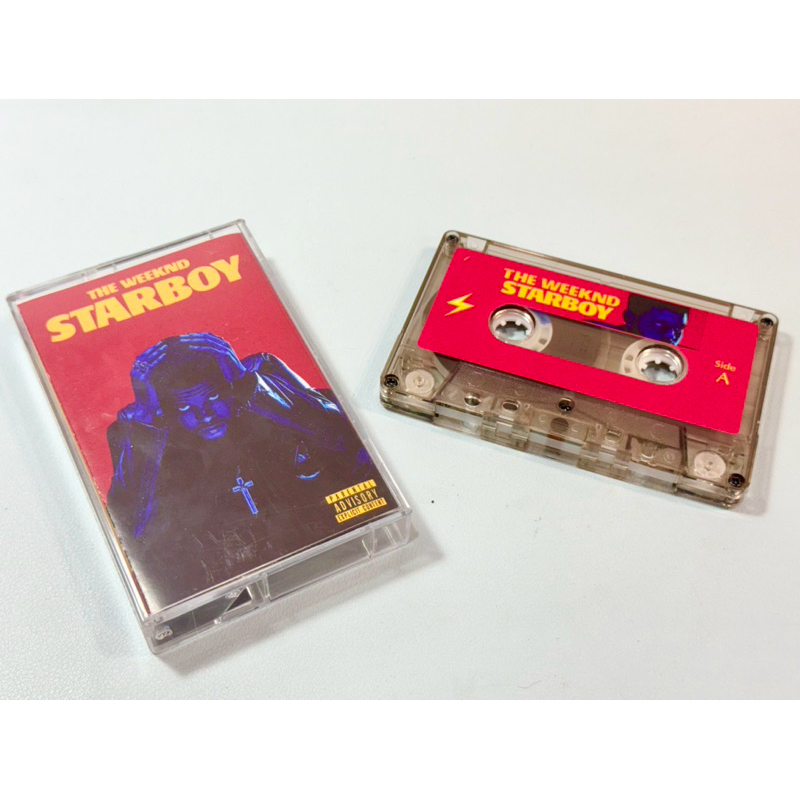 THE WEEKND
STARBOY
PARENTAL
ADVISORY
EXPLICIT CONTENT
THE WEEKND
STARBOY
Side
A